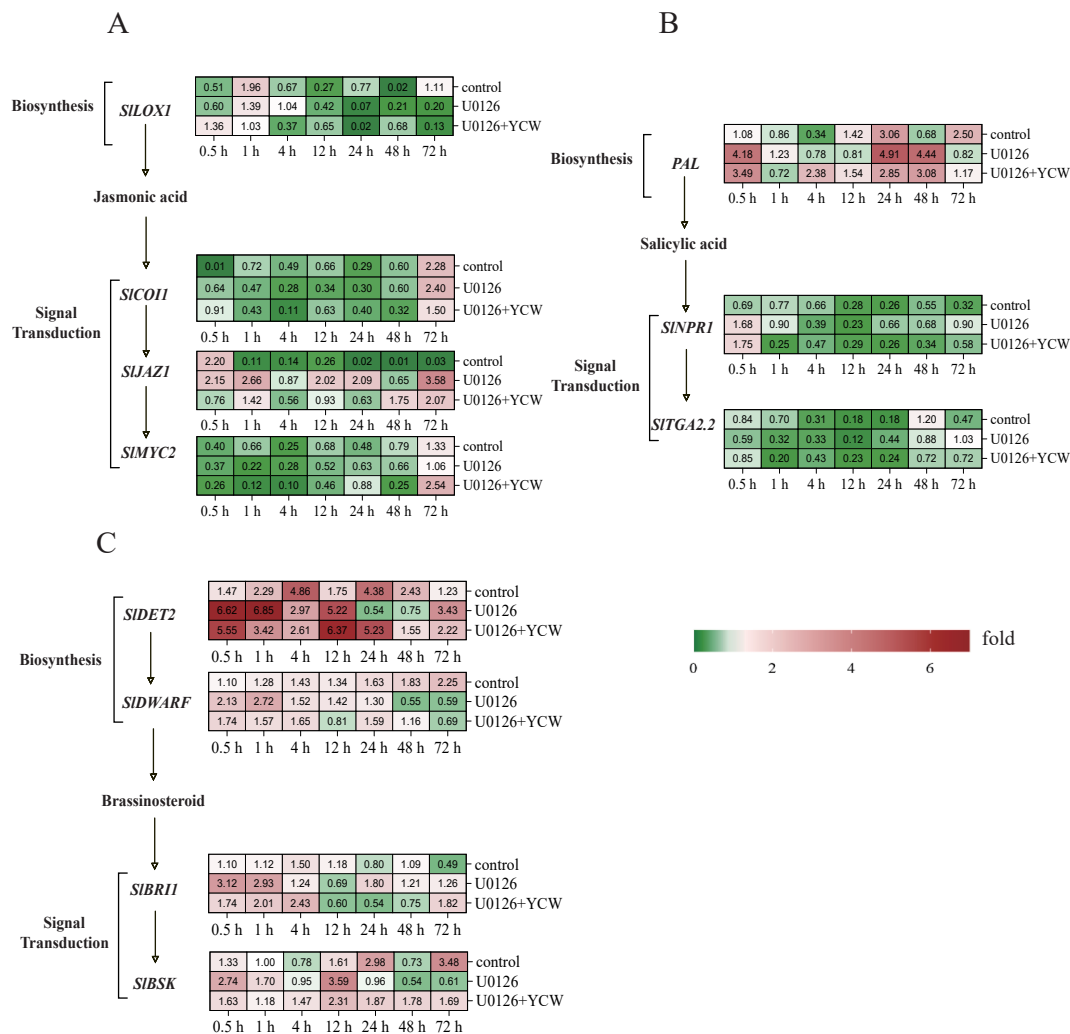 A
Biosynthesis
SlLOX1
0.51 1.96 0.67 0.27 0.77 0.02 1.11 control
0.60 1.39 1.04 0.42 0.07 0.21 0.20 U0126
1.36 1.03 0.37 0.65 0.02 0.68 0.13 U0126+YCW
0.5 h 1 h 4 h 12 h 24 h 48 h 72 h
Jasmonic acid
Signal
Transduction
SlCOI1
0.01 0.72 0.49 0.66 0.29 0.60 2.28 control
0.64 0.47 0.28 0.34 0.30 0.60 2.40 U0126
0.91 0.43 0.11 0.63 0.40 0.32 1.50 U0126+YCW
0.5 h 1 h 4 h 12 h 24 h 48 h 72 h
SlJAZ1
2.20 0.11 0.14 0.26 0.02 0.01 0.03 control
2.15 2.66 0.87 2.02 2.09 0.65 3.58 U0126
0.76 1.42 0.56 0.93 0.63 1.75 2.07 U0126+YCW
0.5 h 1 h 4 h 12 h 24 h 48 h 72 h
SlMYC2
0.40 0.66 0.25 0.68 0.48 0.79 1.33 control
0.37 0.22 0.28 0.52 0.63 0.66 1.06 U0126
0.26 0.12 0.10 0.46 0.88 0.25 2.54 U0126+YCW
0.5 h 1 h 4 h 12 h 24 h 48 h 72 h
B
Biosynthesis
PAL
1.08 0.86 0.34 1.42 3.06 0.68 2.50 control
4.18 1.23 0.78 0.81 4.91 4.44 0.82 U0126
3.49 0.72 2.38 1.54 2.85 3.08 1.17 U0126+YCW
0.5 h 1 h 4 h 12 h 24 h 48 h 72 h
Salicylic acid
Signal
Transduction
SlNPR1
0.69 0.77 0.66 0.28 0.26 0.55 0.32 control
1.68 0.90 0.39 0.23 0.66 0.68 0.90 U0126
1.75 0.25 0.47 0.29 0.26 0.34 0.58 U0126+YCW
0.5 h 1 h 4 h 12 h 24 h 48 h 72 h
SlTGA2.2
0.84 0.70 0.31 0.18 0.18 1.20 0.47 control
0.59 0.32 0.33 0.12 0.44 0.88 1.03 U0126
0.85 0.20 0.43 0.23 0.24 0.72 0.72 U0126+YCW
0.5 h 1 h 4 h 12 h 24 h 48 h 72 h
C
Biosynthesis
SlDET2
1.47 2.29 4.86 1.75 4.38 2.43 1.23 control
6.62 6.85 2.97 5.22 0.54 0.75 3.43 U0126
5.55 3.42 2.61 6.37 5.23 1.55 2.22 U0126+YCW
0.5 h 1 h 4 h 12 h 24 h 48 h 72 h
SlDWARF
1.10 1.28 1.43 1.34 1.63 1.83 2.25 control
2.13 2.72 1.52 1.42 1.30 0.55 0.59 U0126
1.74 1.57 1.65 0.81 1.59 1.16 0.69 U0126+YCW
0.5 h 1 h 4 h 12 h 24 h 48 h 72 h
Brassinosteroid
Signal
Transduction
SlBRI1
1.10 1.12 1.50 1.18 0.80 1.09 0.49 control
3.12 2.93 1.24 0.69 1.80 1.21 1.26 U0126
1.74 2.01 2.43 0.60 0.54 0.75 1.82 U0126+YCW
0.5 h 1 h 4 h 12 h 24 h 48 h 72 h
SlBSK
1.33 1.00 0.78 1.61 2.98 0.73 3.48 control
2.74 1.70 0.95 3.59 0.96 0.54 0.61 U0126
1.63 1.18 1.47 2.31 1.87 1.78 1.69 U0126+YCW
0.5 h 1 h 4 h 12 h 24 h 48 h 72 h
fold
0 2 4 6